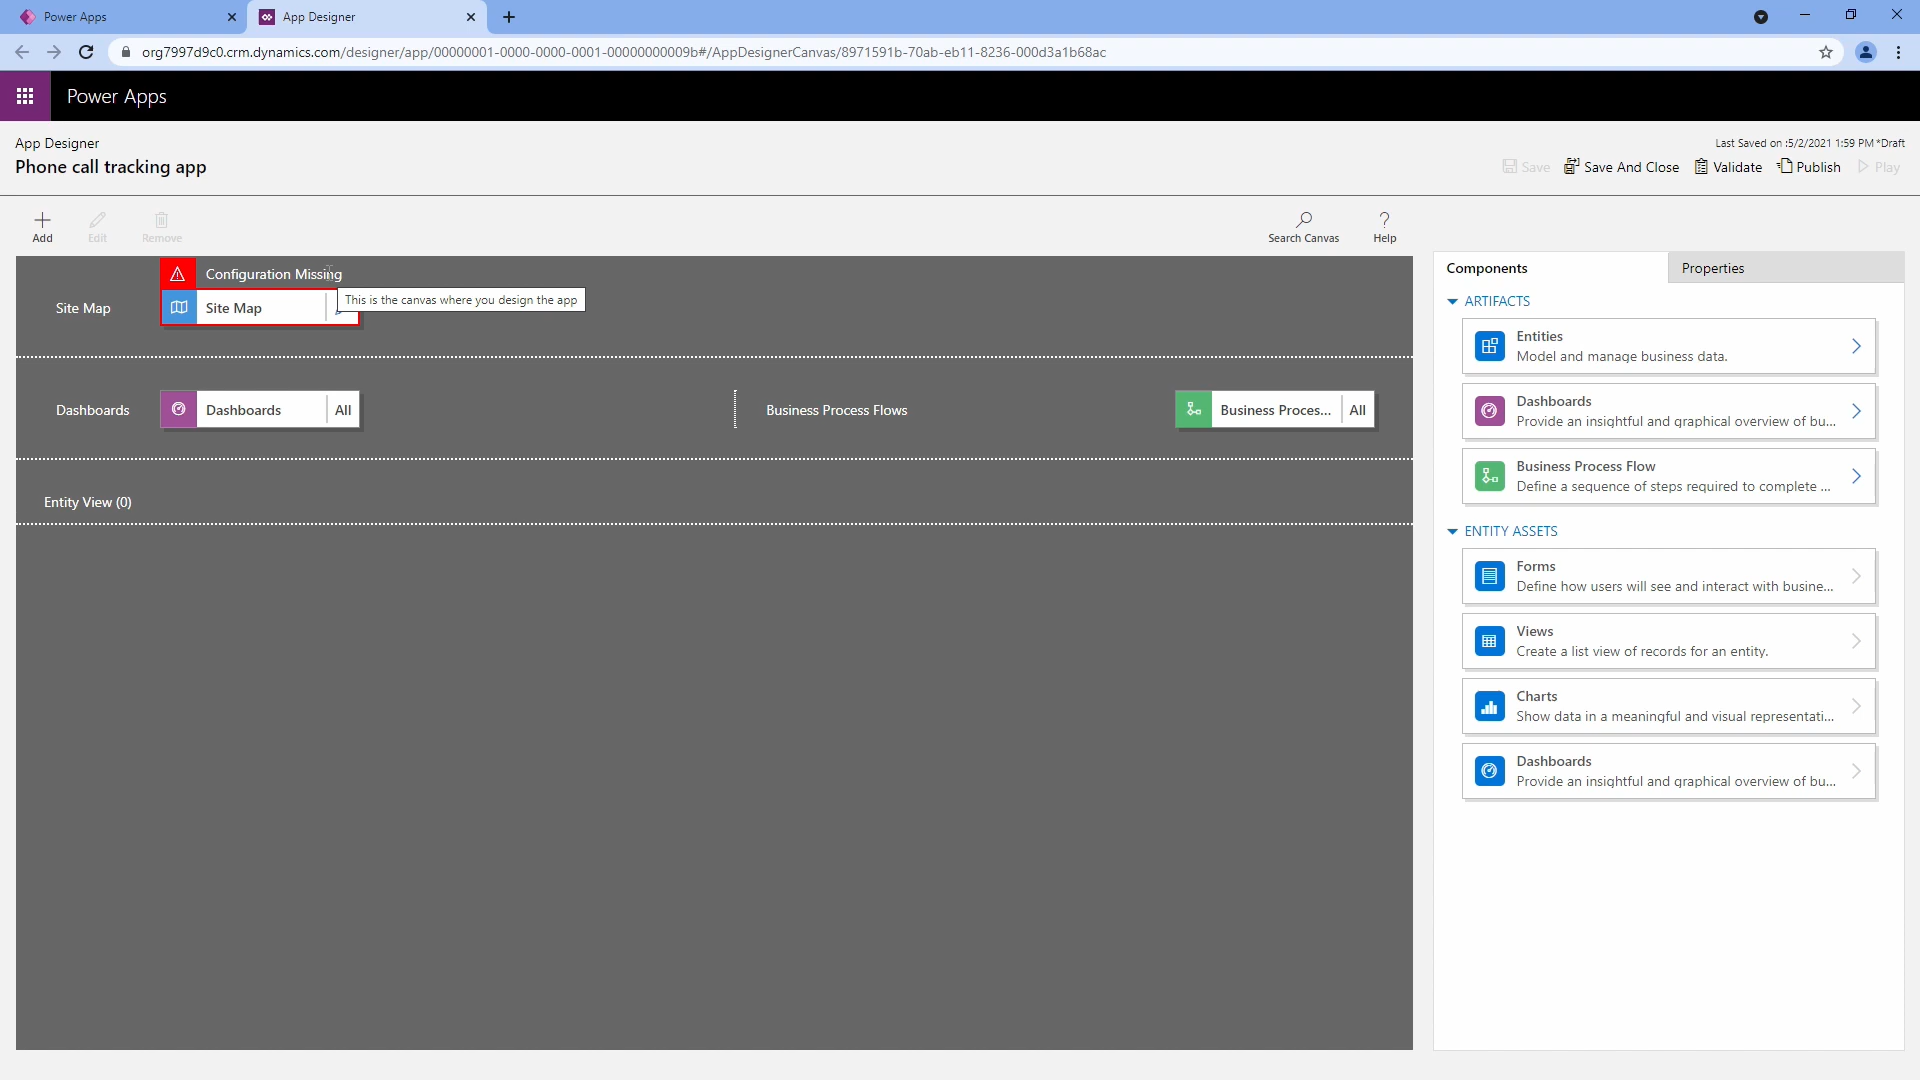 Power Apps
App Designer
org7997d9c0.crm.dynamics.com/designer/app/00000001-0000-0000-0001-00000000009b#/AppDesignerCanvas/8971591b-70ab-eb11-8236-000d3a1b68ac
Power Apps
App Designer
Phone call tracking app
Last Saved on :5/2/2021 1:59 PM *Draft
Save
Save And Close
Validate
Publish
Play
Add
Edit
Remove
Search Canvas
Help
Configuration Missing
Site Map
Site Map
This is the canvas where you design the app
Dashboards
Dashboards
All
Business Process Flows
Business Proces...
All
Entity View (0)
Components
Properties
ARTIFACTS
Entities
Model and manage business data.
Dashboards
Provide an insightful and graphical overview of bu...
Business Process Flow
Define a sequence of steps required to complete ...
ENTITY ASSETS
Forms
Define how users will see and interact with busine...
Views
Create a list view of records for an entity.
Charts
Show data in a meaningful and visual representati...
Dashboards
Provide an insightful and graphical overview of bu...